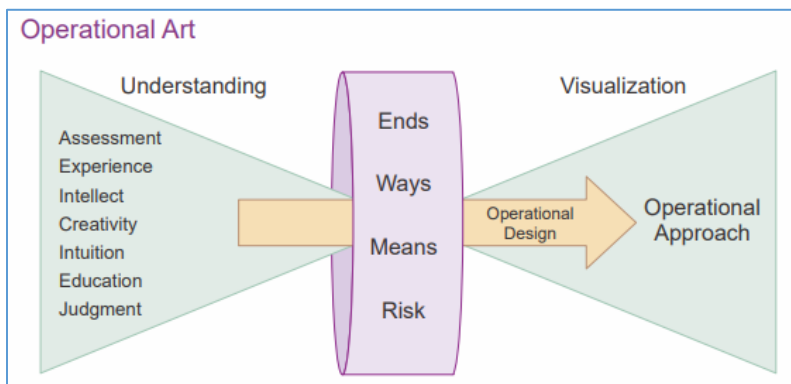 Operational Art
Understanding
Visualization
Assessment
Experience
Intellect
Creativity
Intuition
Education
Judgment
Ends
Ways
Means
Risk
Operational
Design
Operational
Approach